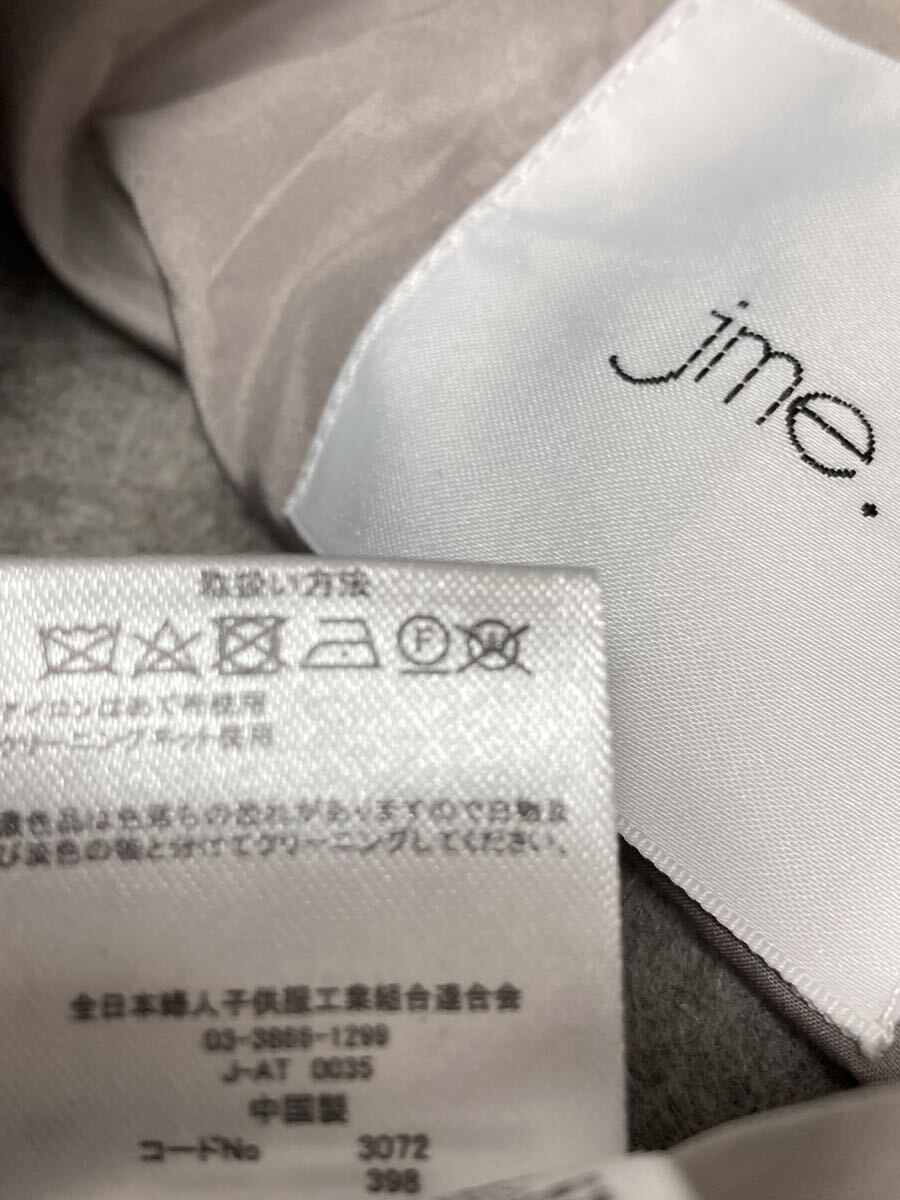 jme.
取扱い方法
F
W
アイロンはあて布使用
クリーニングネット使用
濃色品は色落ちの恐れがありますので白物及
び淡色の物と分けてクリーニングしてください。
全日本婦人子供服工業組合連合会
03-3669-1299
J-AT 0035
中国製
コードNo 3072
398